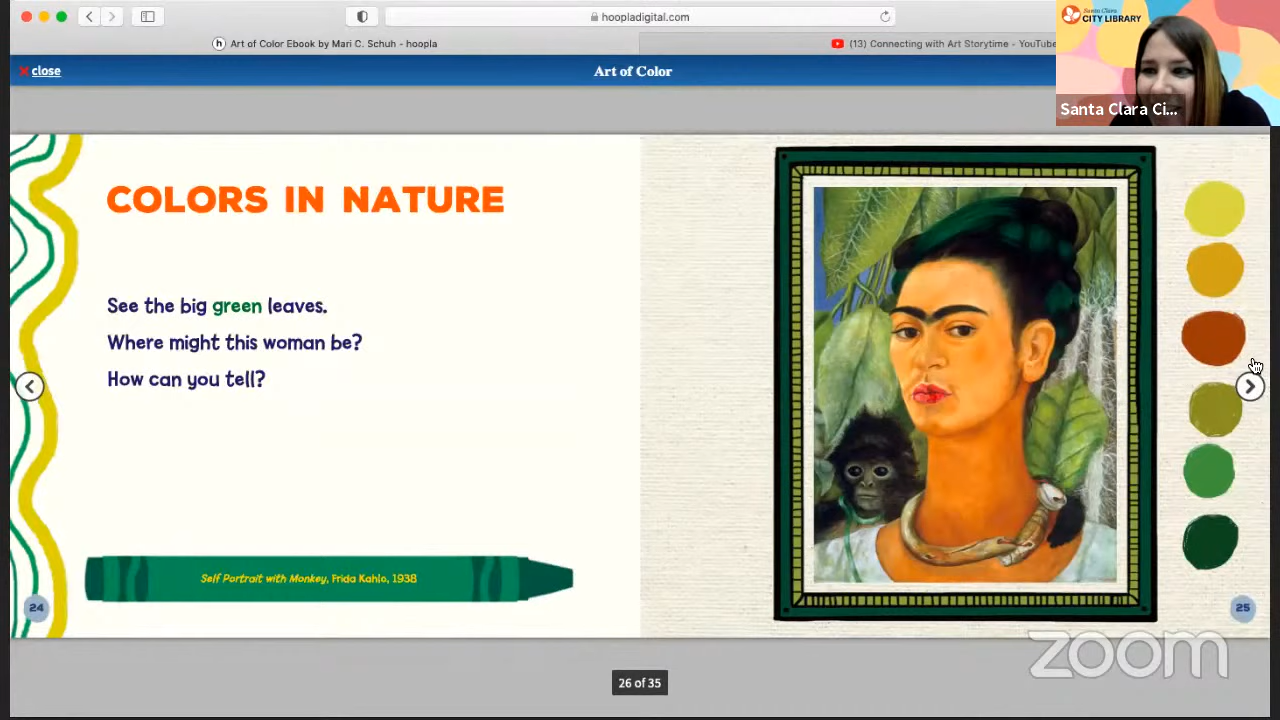 hoopladigital.com
h Art of Color Ebook by Mari C. Schuh - hoopla
(13) Connecting with Art Storytime - YouTube
Santa Clara
CITY LIBRARY
Santa Clara Ci...
close
Art of Color
COLORS IN NATURE
See the big green leaves.
Where might this woman be?
How can you tell?
Self Portrait with Monkey, Frida Kahlo, 1938
24
25
26 of 35
zoom